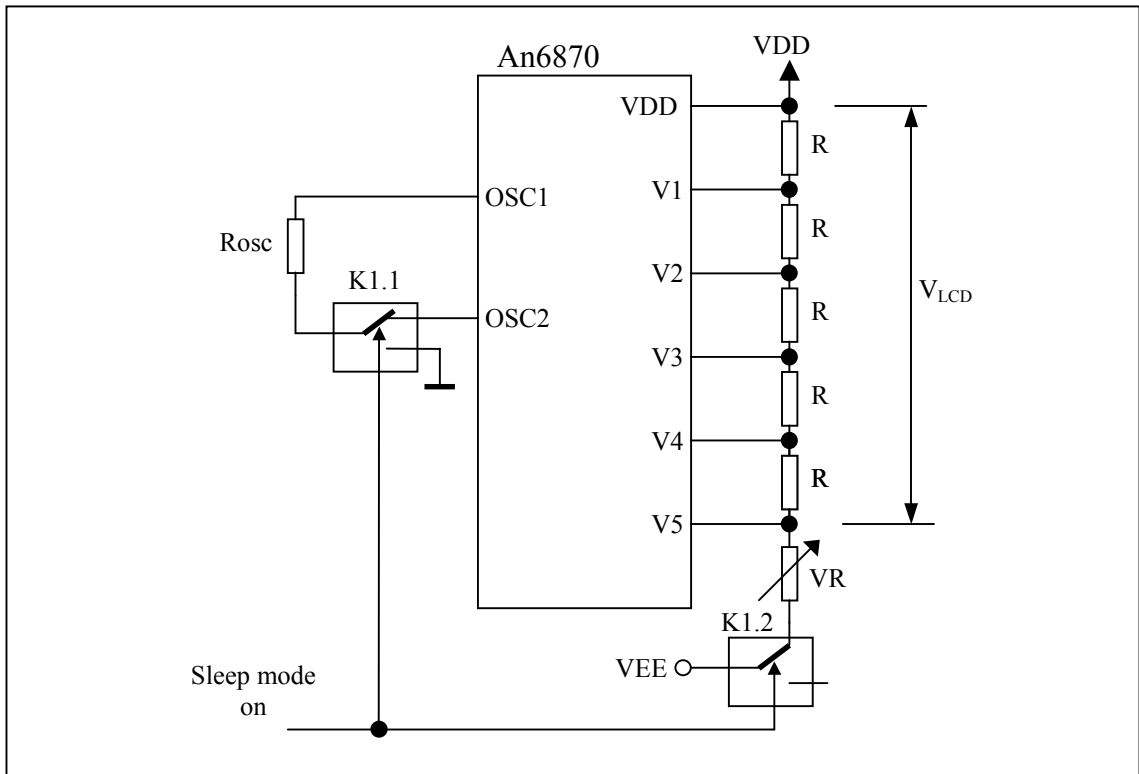 An6870
VDD
VDD
R
V1
R
V2
R
V3
R
V4
R
V5
VR
V_LCD
OSC1
Rosc
K1.1
OSC2
K1.2
VEE
Sleep mode
on